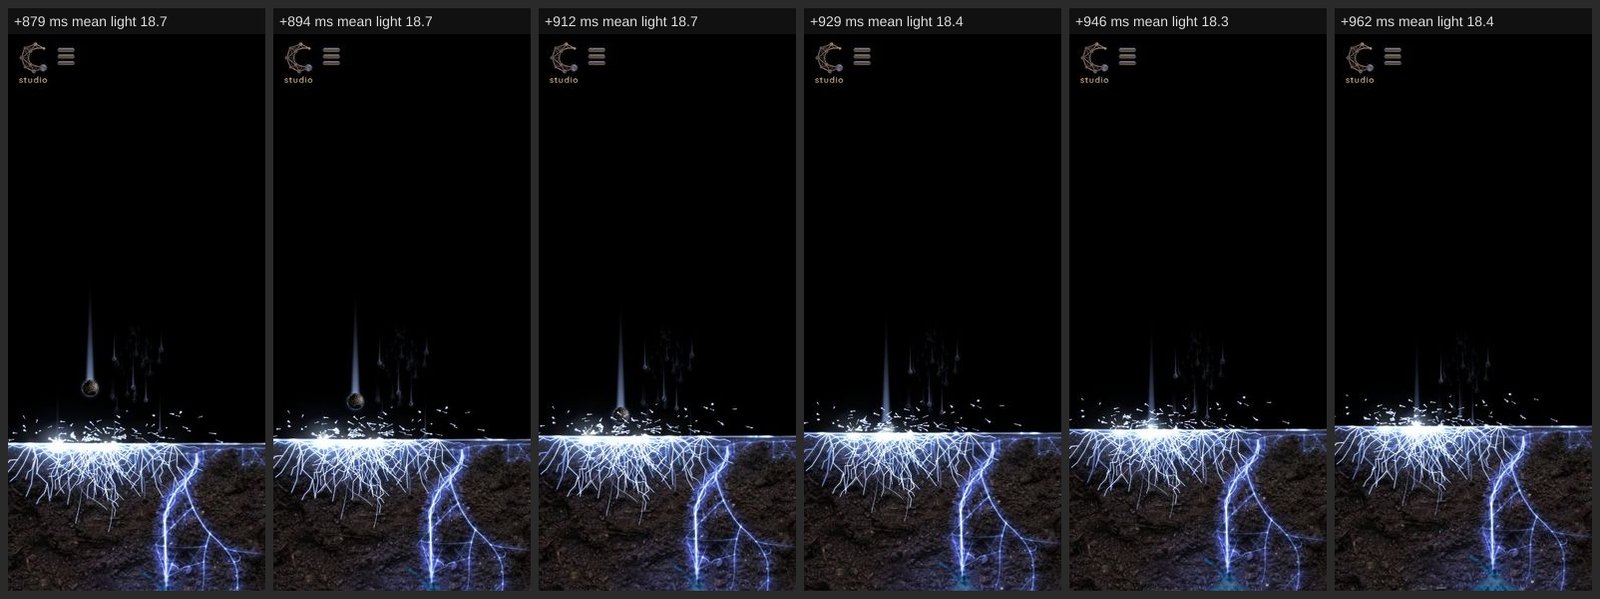 +879 ms mean light 18.7
studio
+894 ms mean light 18.7
studio
+912 ms mean light 18.7
studio
+929 ms mean light 18.4
studio
+946 ms mean light 18.3
studio
+962 ms mean light 18.4
studio